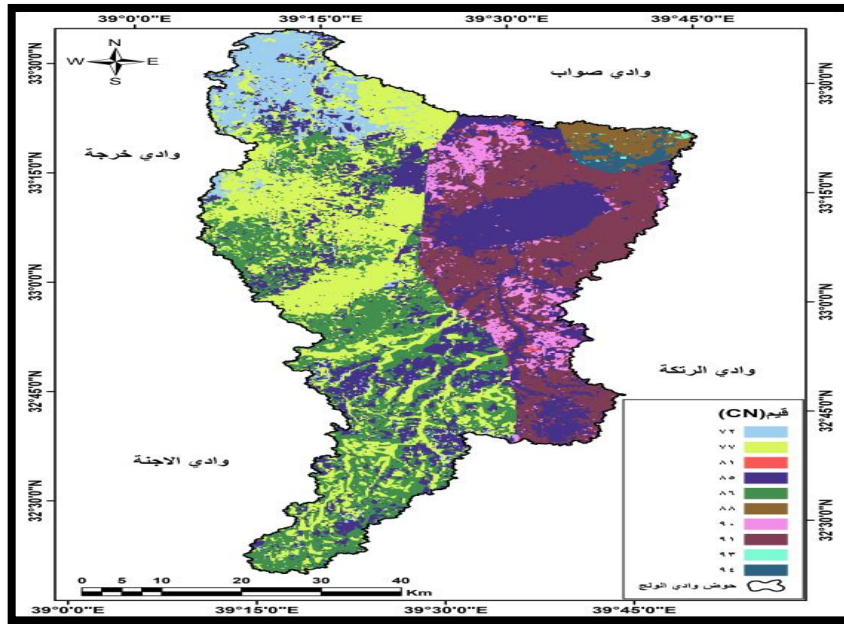 39°0'0"E 39°15'0"E 39°30'0"E 39°45'0"E
N
W E
S
33°30'0"N
33°15'0"N
33°0'0"N
32°45'0"N
32°30'0"N
33°30'0"N
33°15'0"N
33°0'0"N
32°45'0"N
32°30'0"N
وادي صواب
وادي خرجة
وادي الرتكة
وادي الاجنة
قيم(CN)
٧٢
٧٧
٨١
٨٥
٨٦
٨٨
٩٠
٩١
٩٣
٩٤
حوض وادي الولج
0 5 10 20 30 40
Km
39°0'0"E 39°15'0"E 39°30'0"E 39°45'0"E